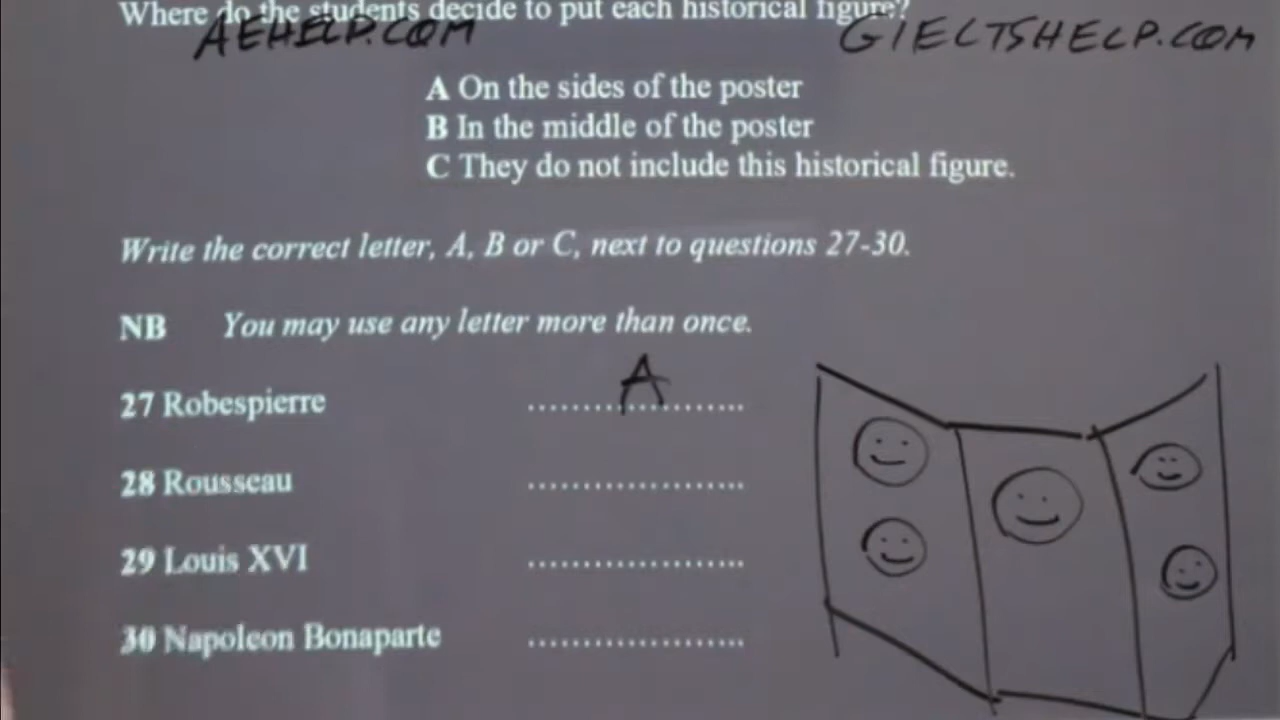 Where do the students decide to put each historical figure?
AEHELP.COM
GIELTSHELP.COM
A On the sides of the poster
B In the middle of the poster
C They do not include this historical figure.
Write the correct letter, A, B or C, next to questions 27-30.
NB You may use any letter more than once.
27 Robespierre ........................ A
28 Rousseau ........................
29 Louis XVI ........................
30 Napoleon Bonaparte ........................